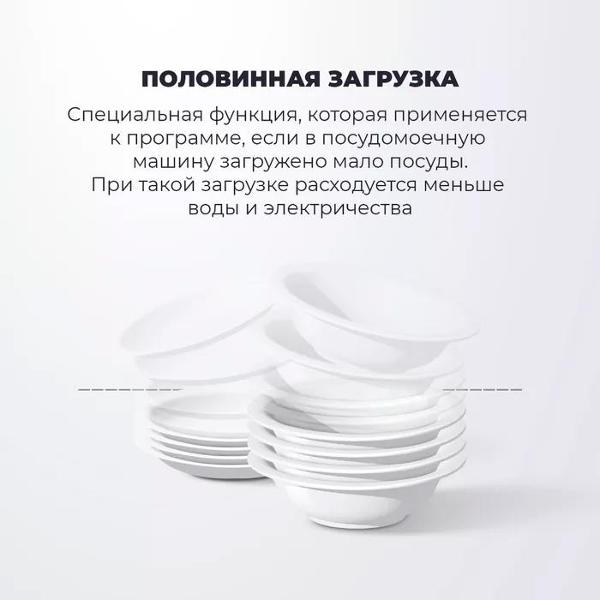 ПОЛОВИННАЯ ЗАГРУЗКА
Специальная функция, которая применяется
к программе, если в посудомоечную
машину загружено мало посуды.
При такой загрузке расходуется меньше
воды и электричества